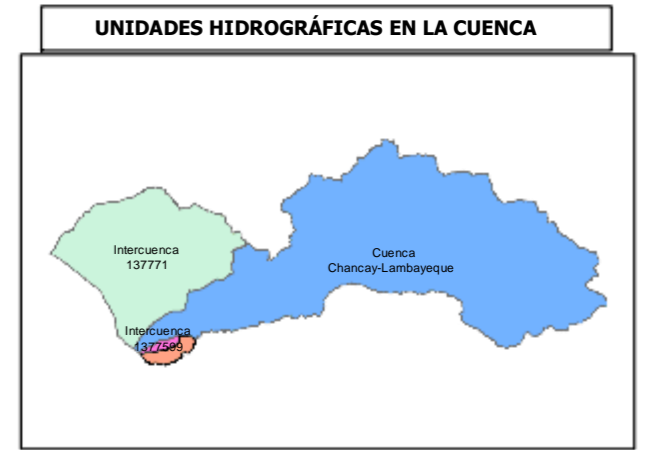 UNIDADES HIDROGRÁFICAS EN LA CUENCA
Intercuenca
137771
Cuenca
Chancay-Lambayeque
Intercuenca
1377599